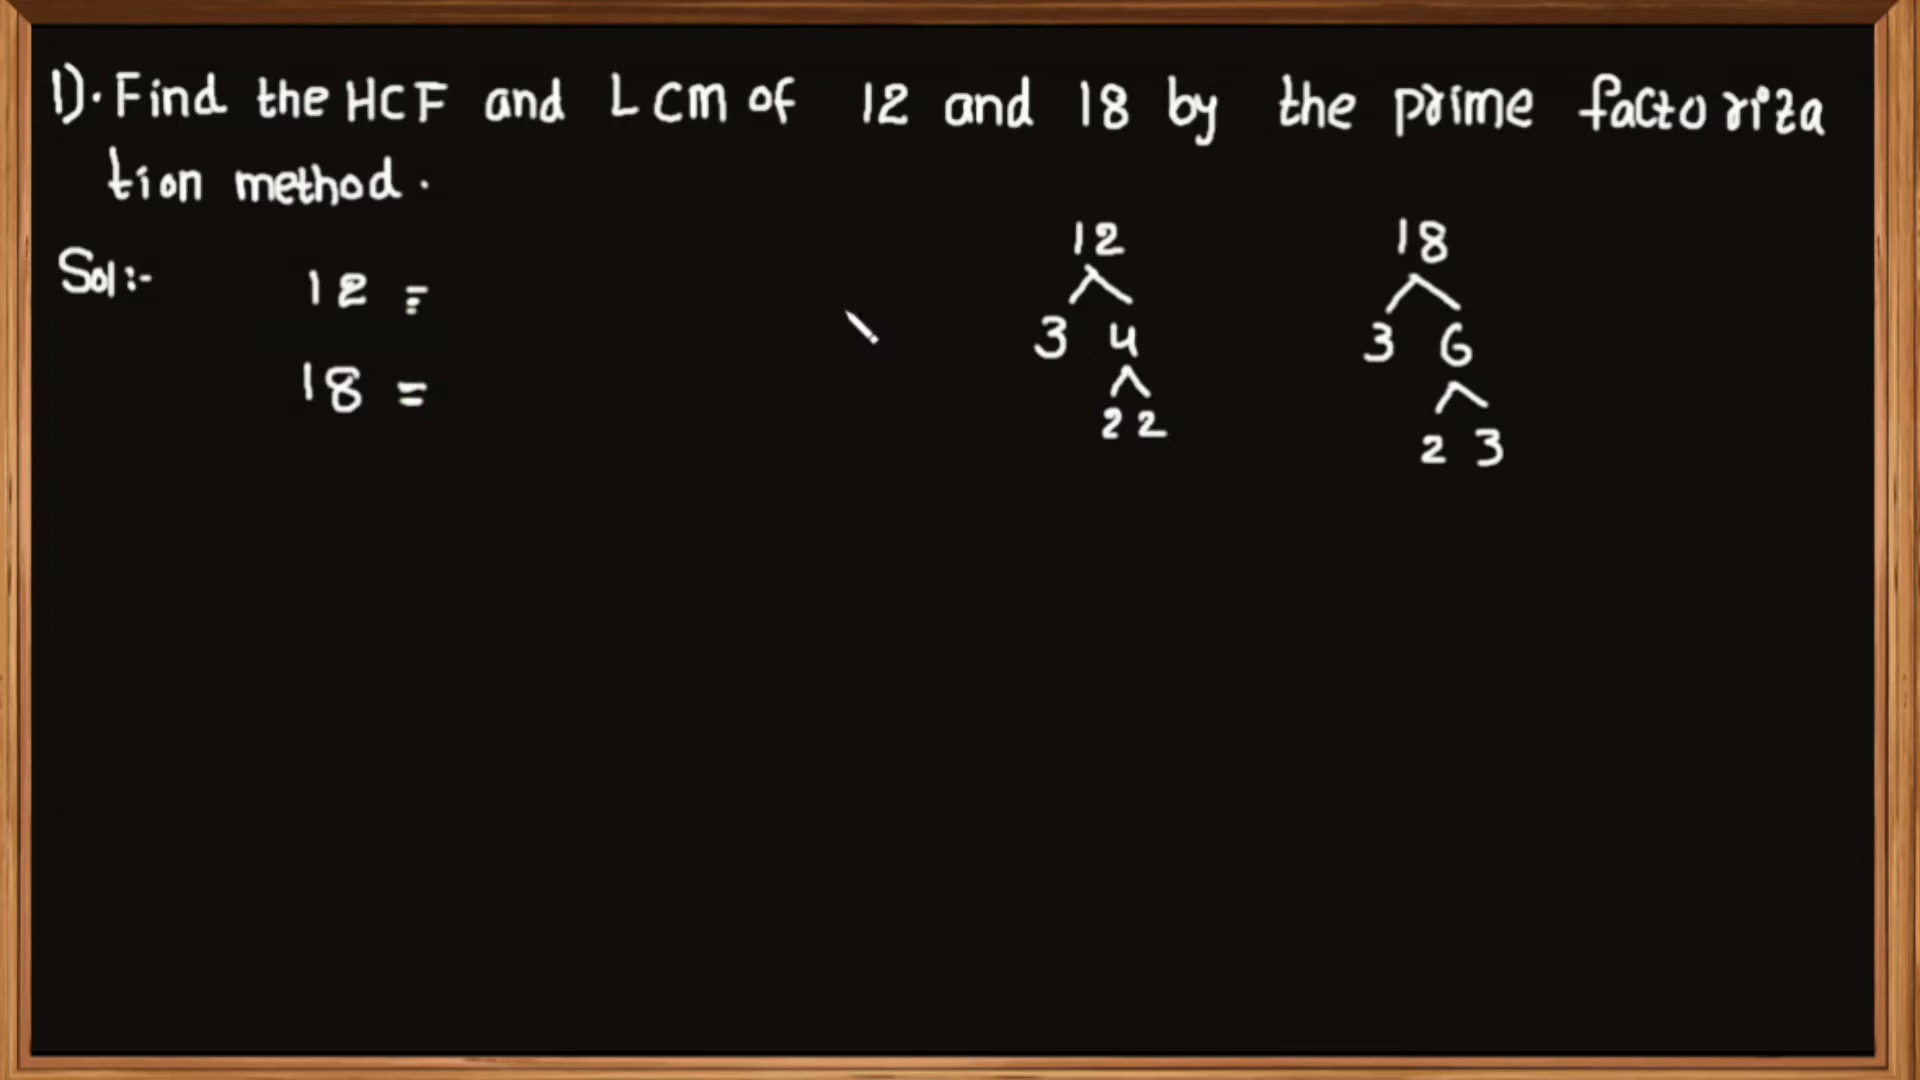 1). Find the HCF and LCM of 12 and 18 by the prime factoriza
tion method.
Sol:-
12 =
18 =
12
3 4
2 2
18
3 6
2 3